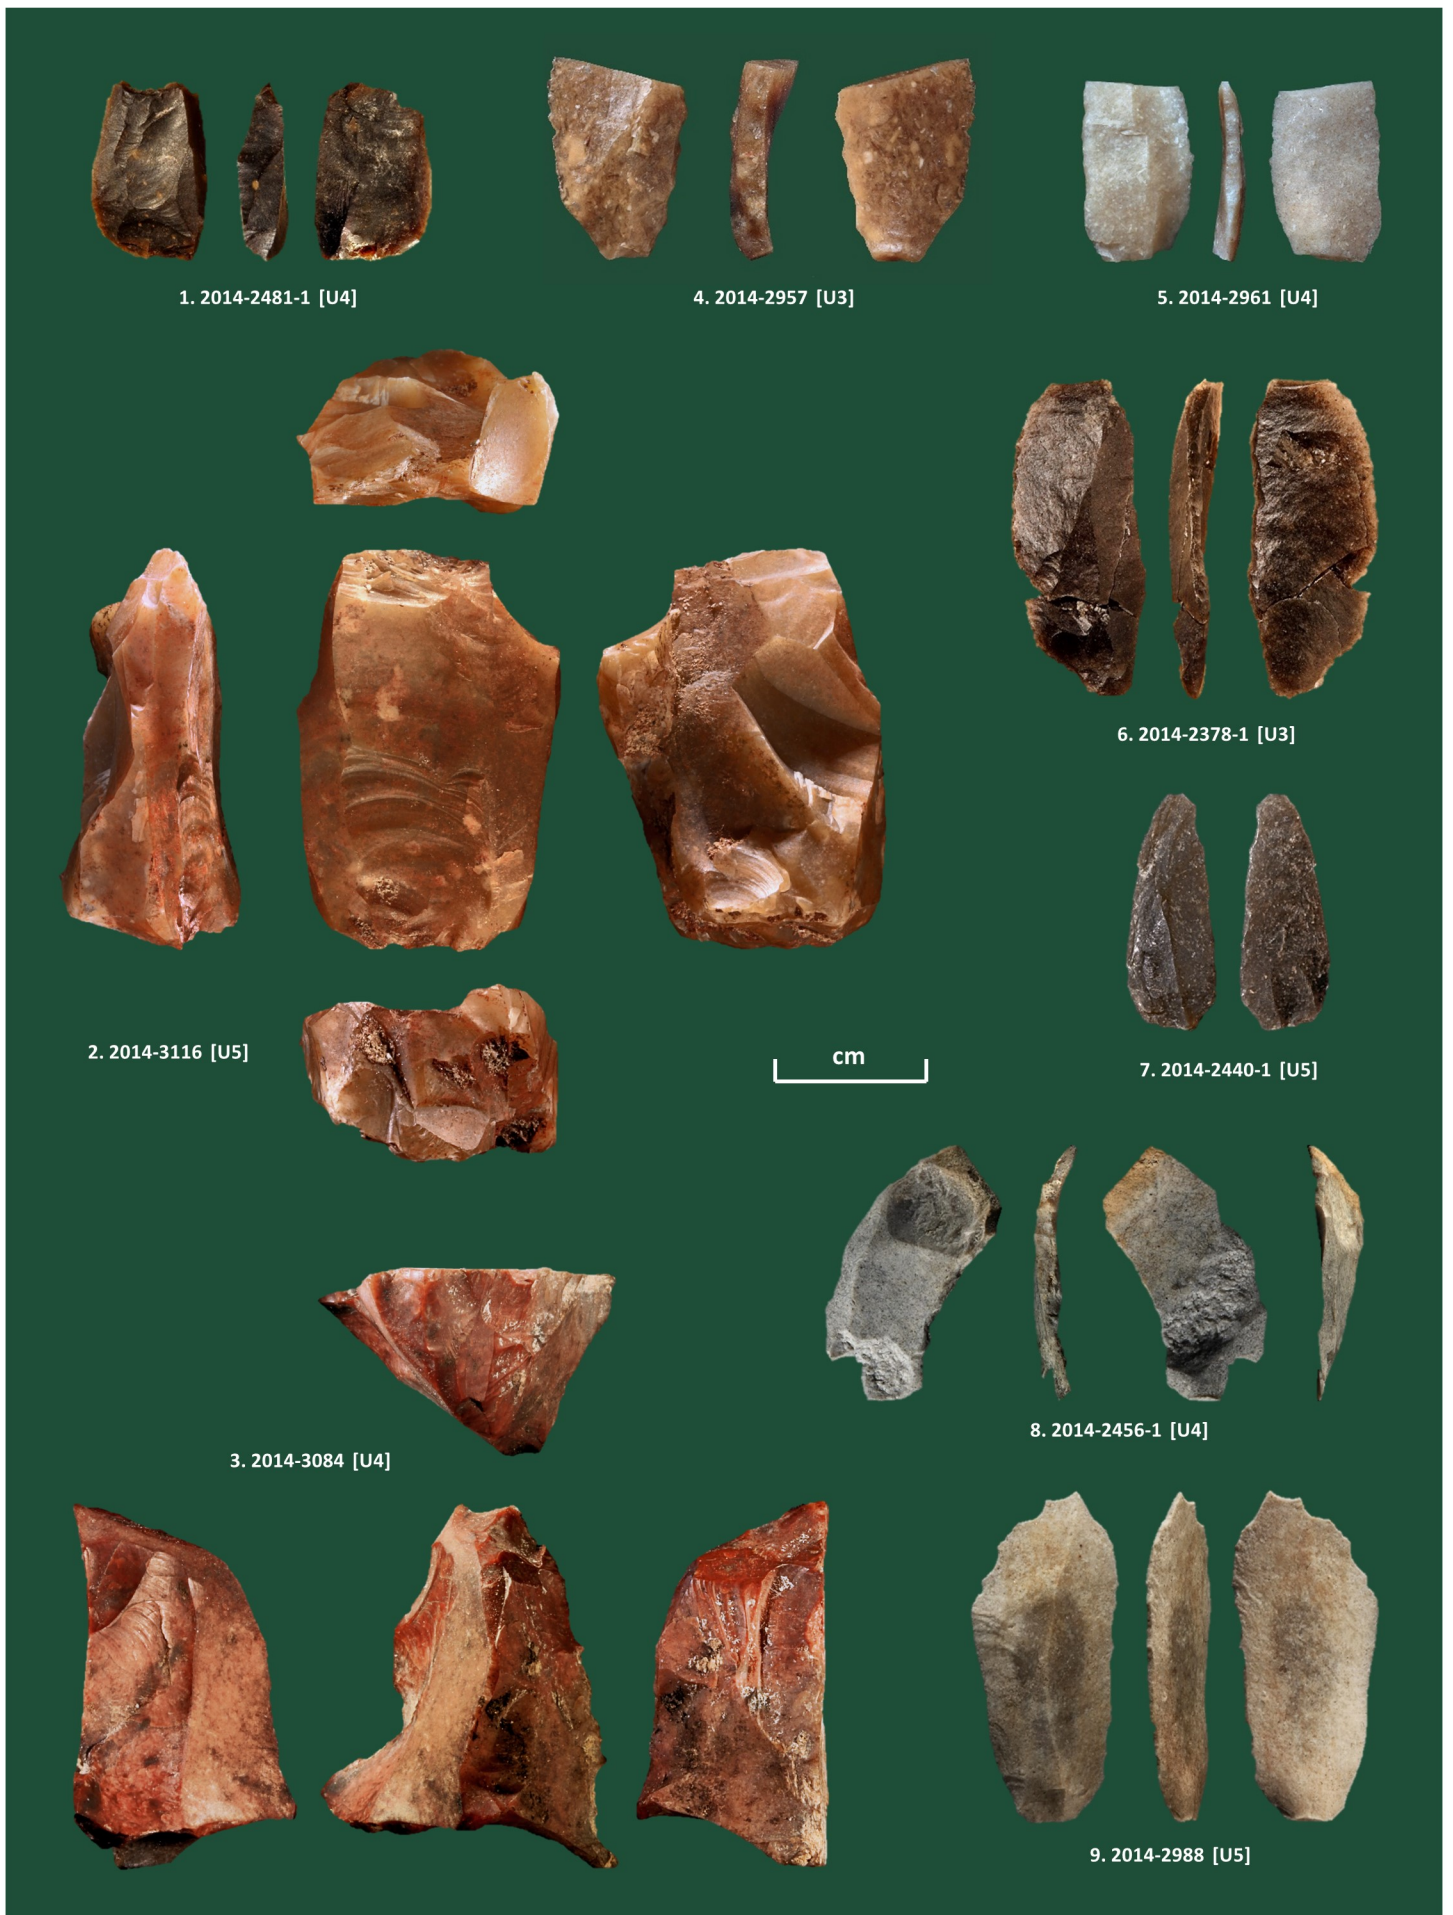 1. 2014-2481-1 [U4]
4. 2014-2957 [U3]
5. 2014-2961 [U4]
6. 2014-2378-1 [U3]
2. 2014-3116 [U5]
cm
7. 2014-2440-1 [U5]
8. 2014-2456-1 [U4]
3. 2014-3084 [U4]
9. 2014-2988 [U5]